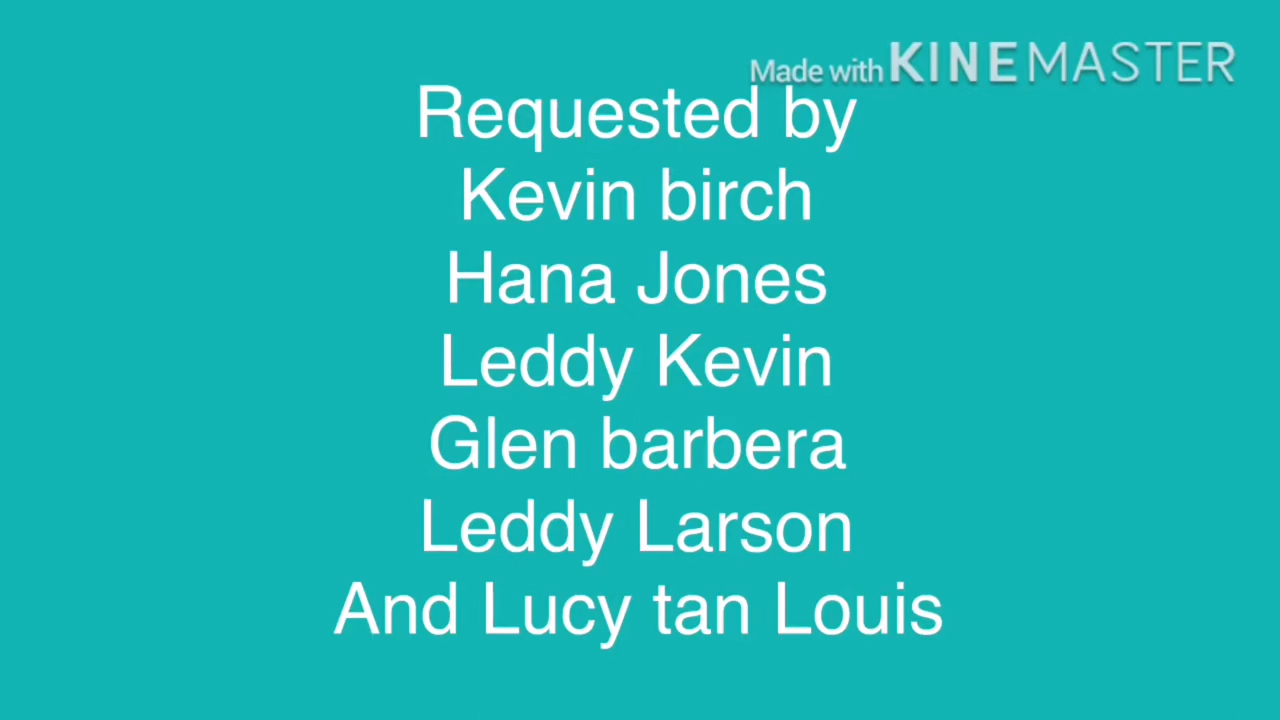 Made with KINEMASTER
Requested by
Kevin birch
Hana Jones
Leddy Kevin
Glen barbera
Leddy Larson
And Lucy tan Louis